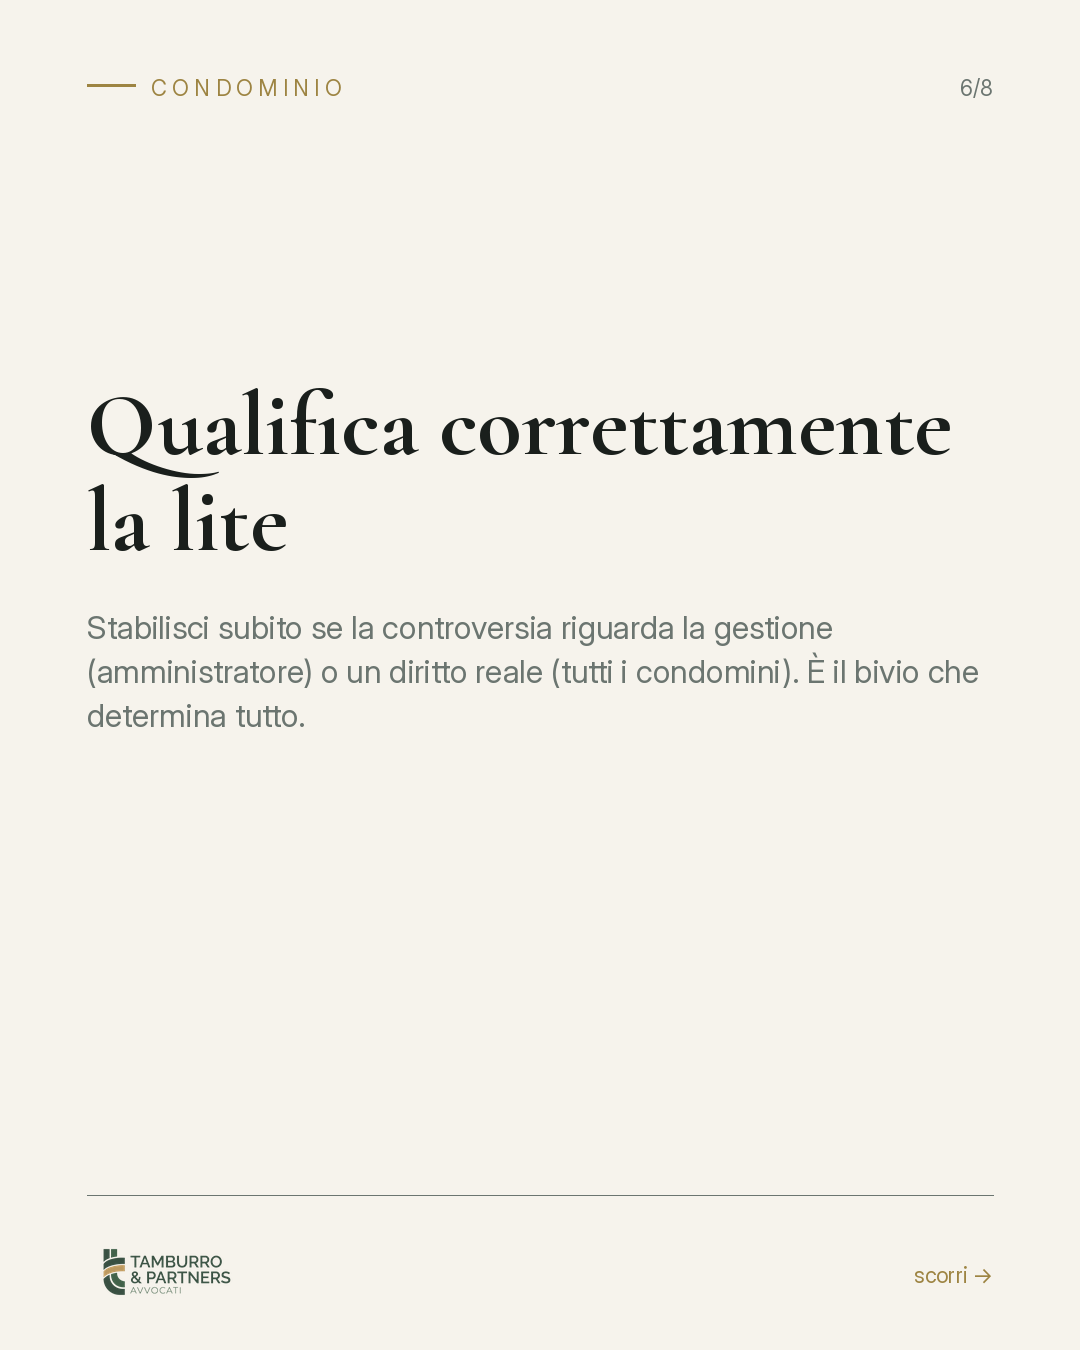 CONDOMINIO
6/8
Qualifica correttamente
la lite
Stabilisci subito se la controversia riguarda la gestione
(amministratore) o un diritto reale (tutti i condomini). È il bivio che
determina tutto.
TAMBURRO
& PARTNERS
AVVOCATI
scorri →